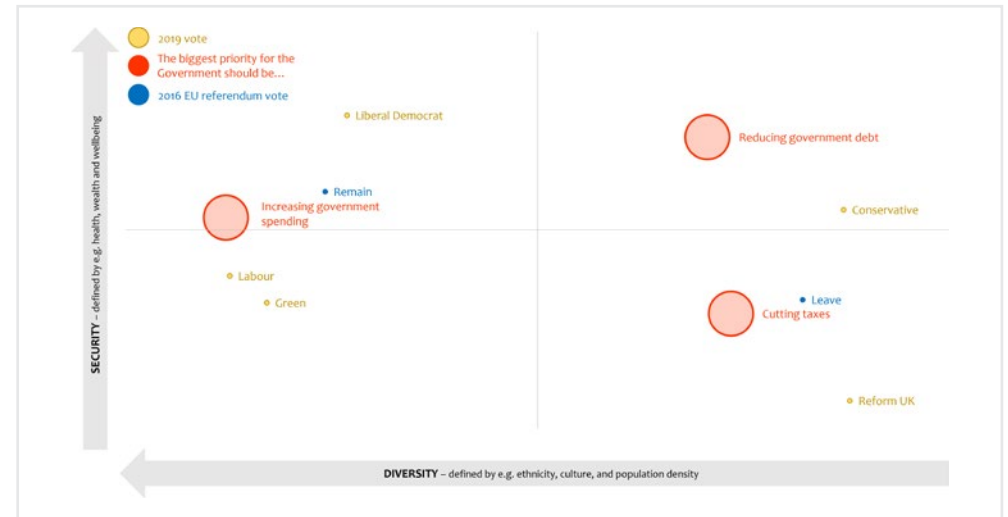 2019 vote
The biggest priority for the
Government should be...
2016 EU referendum vote
Liberal Democrat
Reducing government debt
Remain
Increasing government
spending
Conservative
Labour
Green
Leave
Cutting taxes
Reform UK
SECURITY – defined by e.g. health, wealth and wellbeing
DIVERSITY – defined by e.g. ethnicity, culture, and population density